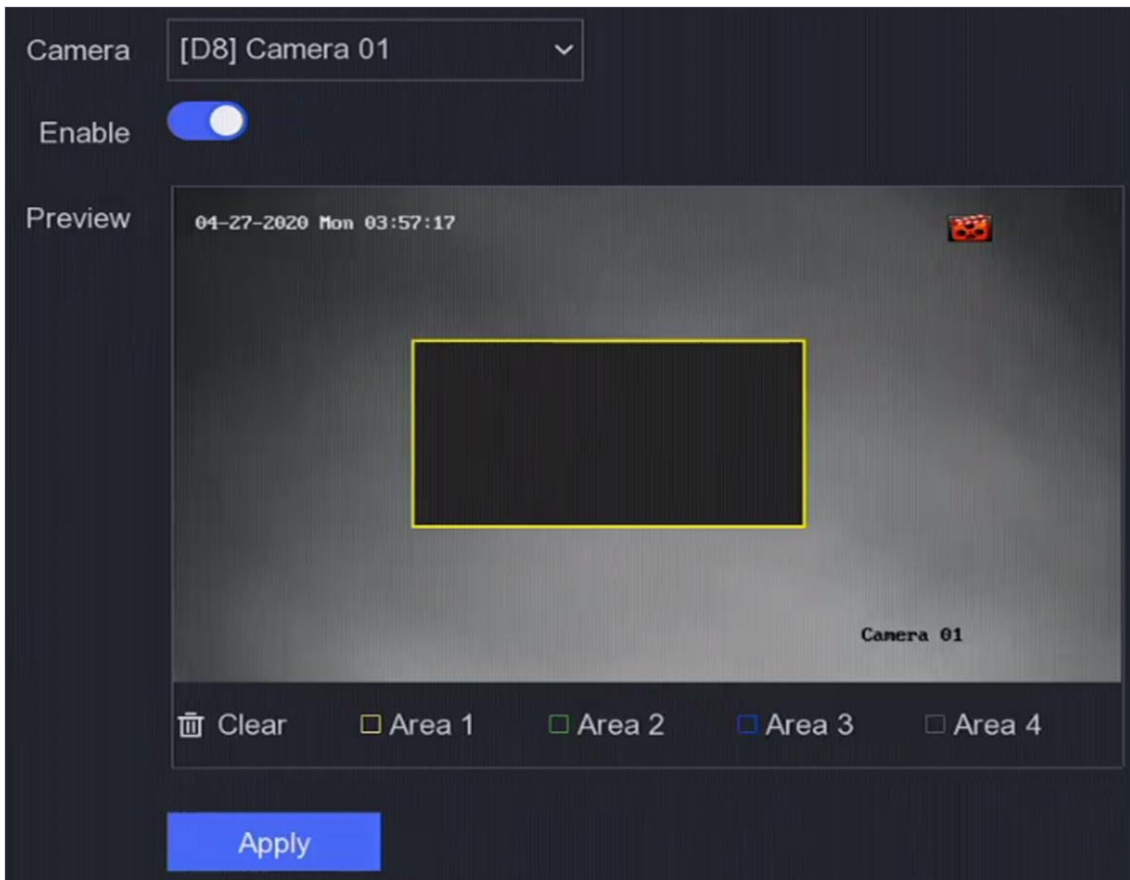 Camera [D8] Camera 01
Enable
Preview
04-27-2020 Mon 03:57:17
Camera 01
Clear Area 1 Area 2 Area 3 Area 4
Apply